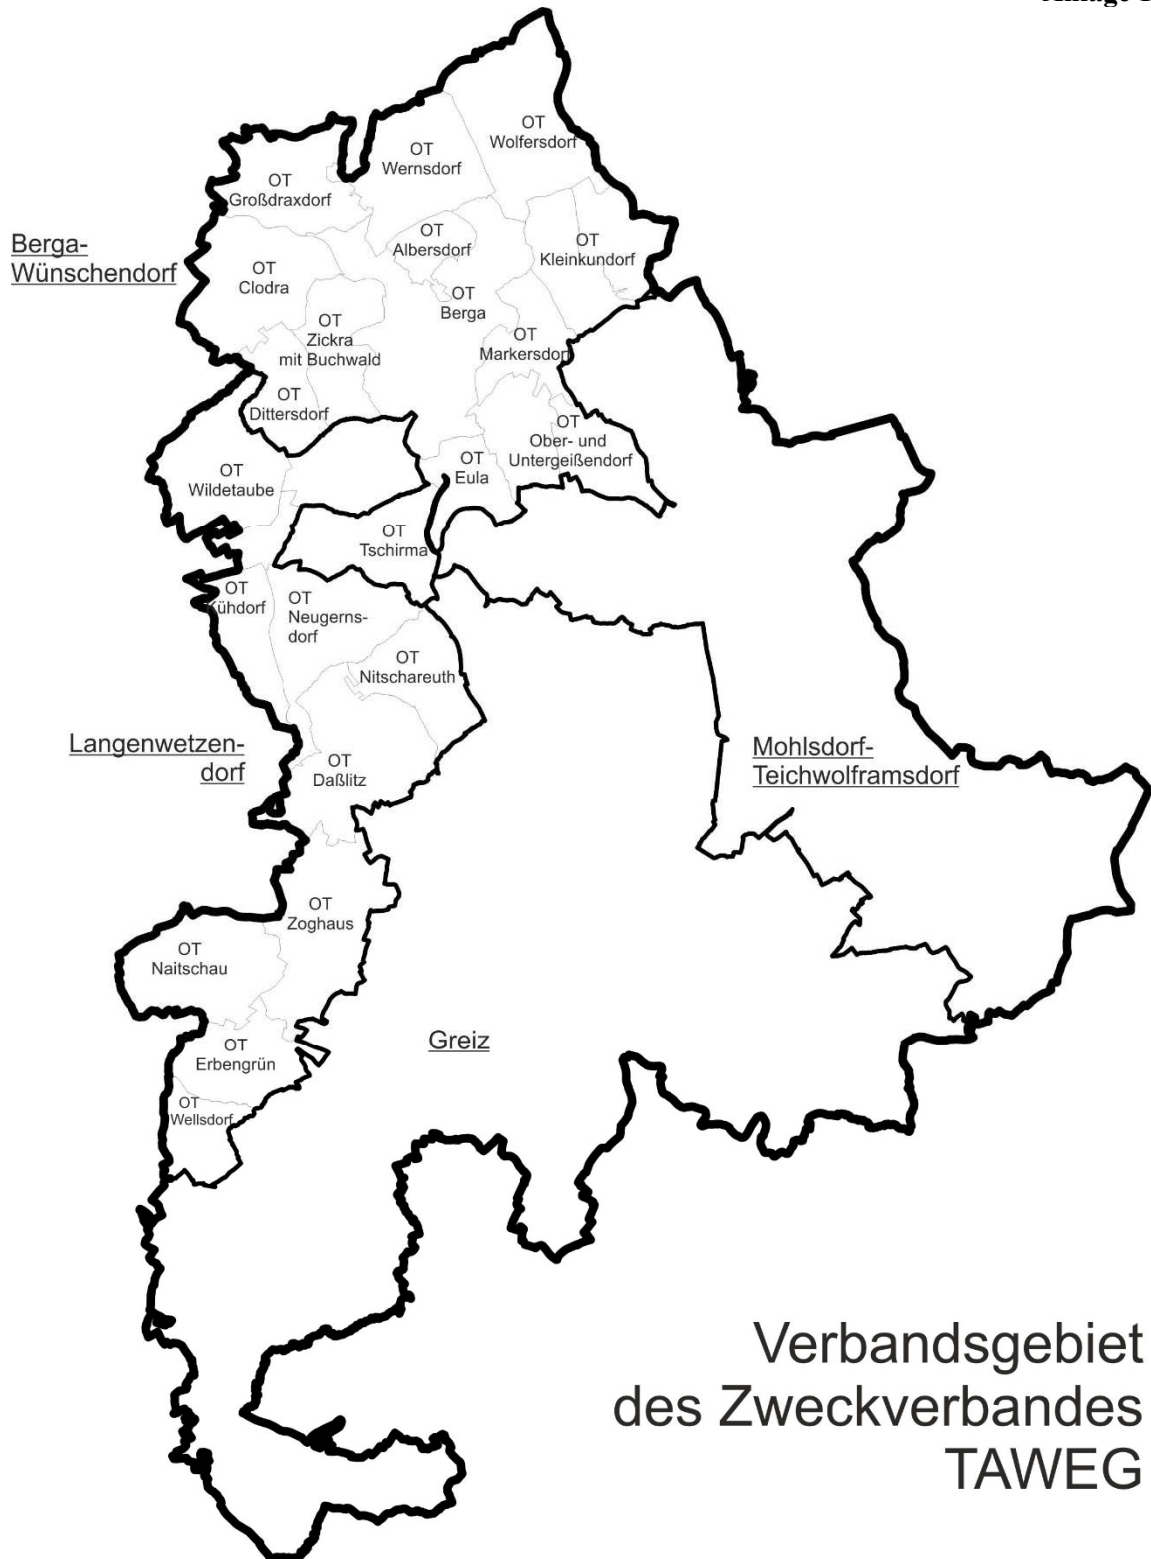 OT
Wolfersdorf
OT
Wernsdorf
OT
Großdraxdorf
Berga-
Wünschendorf
OT
Albersdorf
OT
Kleinkundorf
OT
Clodra
OT
Berga
OT
Zickra
mit Buchwald
OT
Markersdorf
OT
Dittersdorf
OT
Ober- und
Untergeißendorf
OT
Eula
OT
Wildetaube
OT
Tschirma
OT
Kühdorf
OT
Neugerns-
dorf
OT
Nitschareuth
Langenwetzen-
dorf
OT
Daßlitz
Mohlsdorf-
Teichwolframsdorf
OT
Zoghaus
OT
Naitschau
Greiz
OT
Erbengrün
OT
Wellsdorf
Verbandsgebiet
des Zweckverbandes
TAWEG